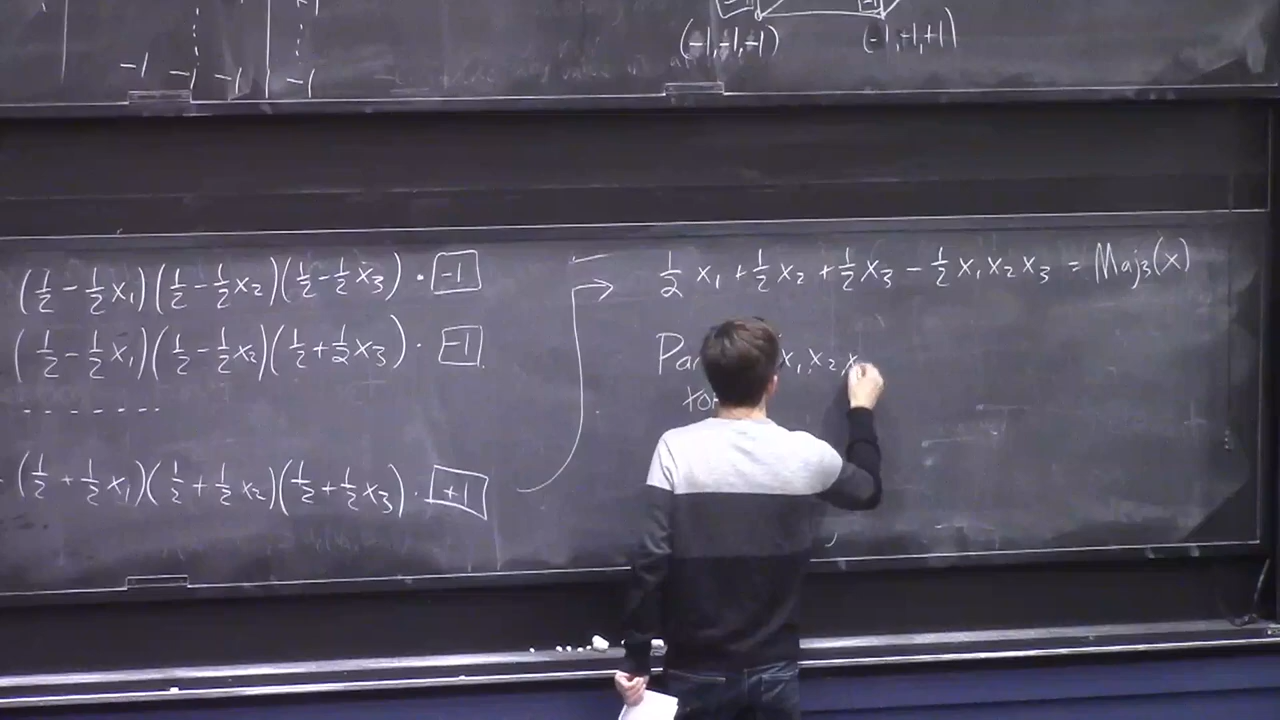 -1 -1 -1 -1
(-1,-1,-1) (-1,+1,+1)
(½ - ½x₁)(½ - ½x₂)(½ - ½x₃) · -1
(½ - ½x₁)(½ - ½x₂)(½ + ½x₃) · -1
- - - - - - -
(½ + ½x₁)(½ + ½x₂)(½ + ½x₃) · +1
½x₁ + ½x₂ + ½x₃ - ½x₁x₂x₃ = Maj₃(x)
x₁x₂x